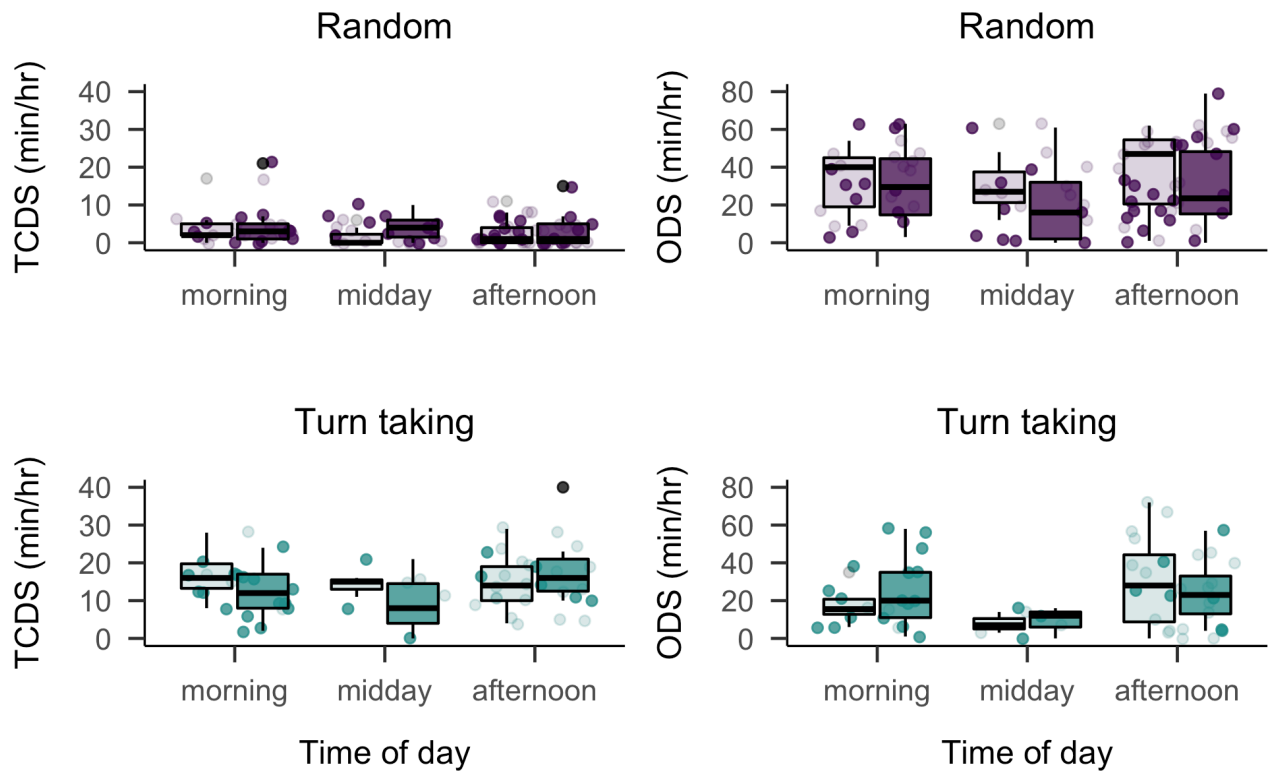 Random
TCDS (min/hr)
40
30
20
10
0
morning midday afternoon
Random
ODS (min/hr)
80
60
40
20
0
morning midday afternoon
Turn taking
TCDS (min/hr)
40
30
20
10
0
morning midday afternoon
Time of day
Turn taking
ODS (min/hr)
80
60
40
20
0
morning midday afternoon
Time of day